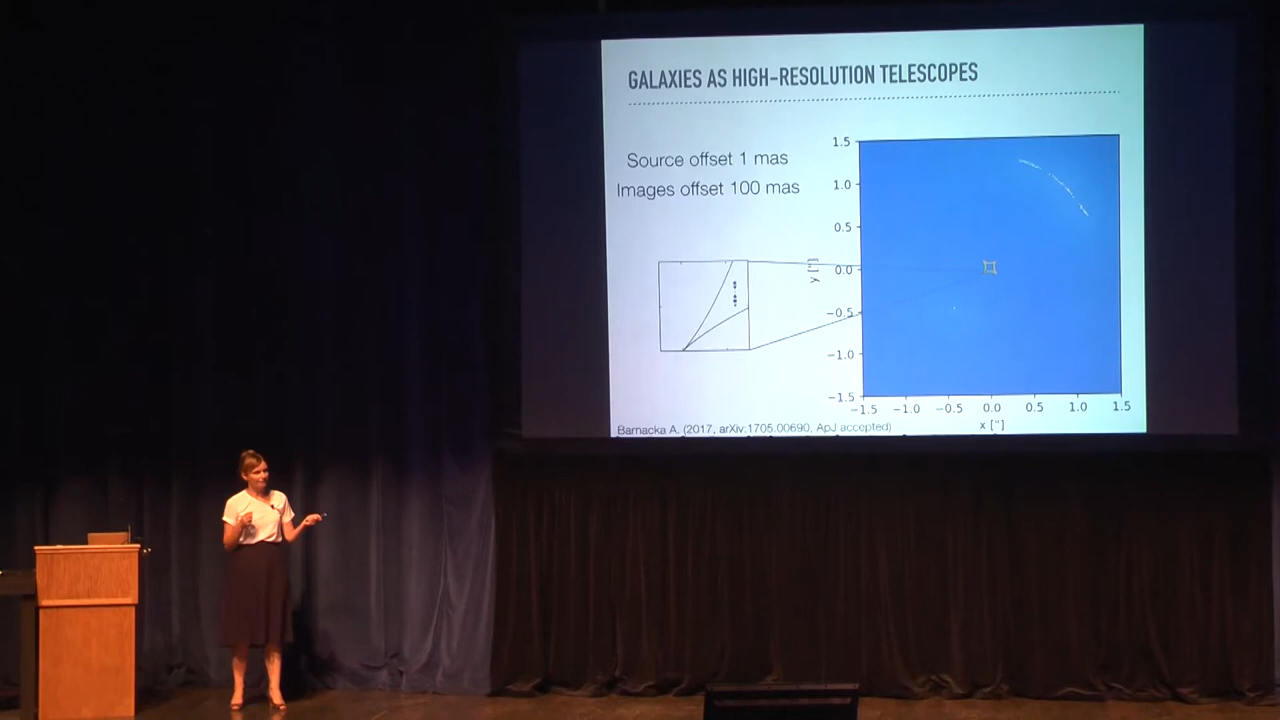 GALAXIES AS HIGH-RESOLUTION TELESCOPES
Source offset 1 mas
Images offset 100 mas
1.5
1.0
0.5
0.0
−0.5
−1.0
−1.5
y ["]
−1.5 −1.0 −0.5 0.0 0.5 1.0 1.5
x ["]
Barnacka A. (2017, arXiv:1705.00690, ApJ accepted)